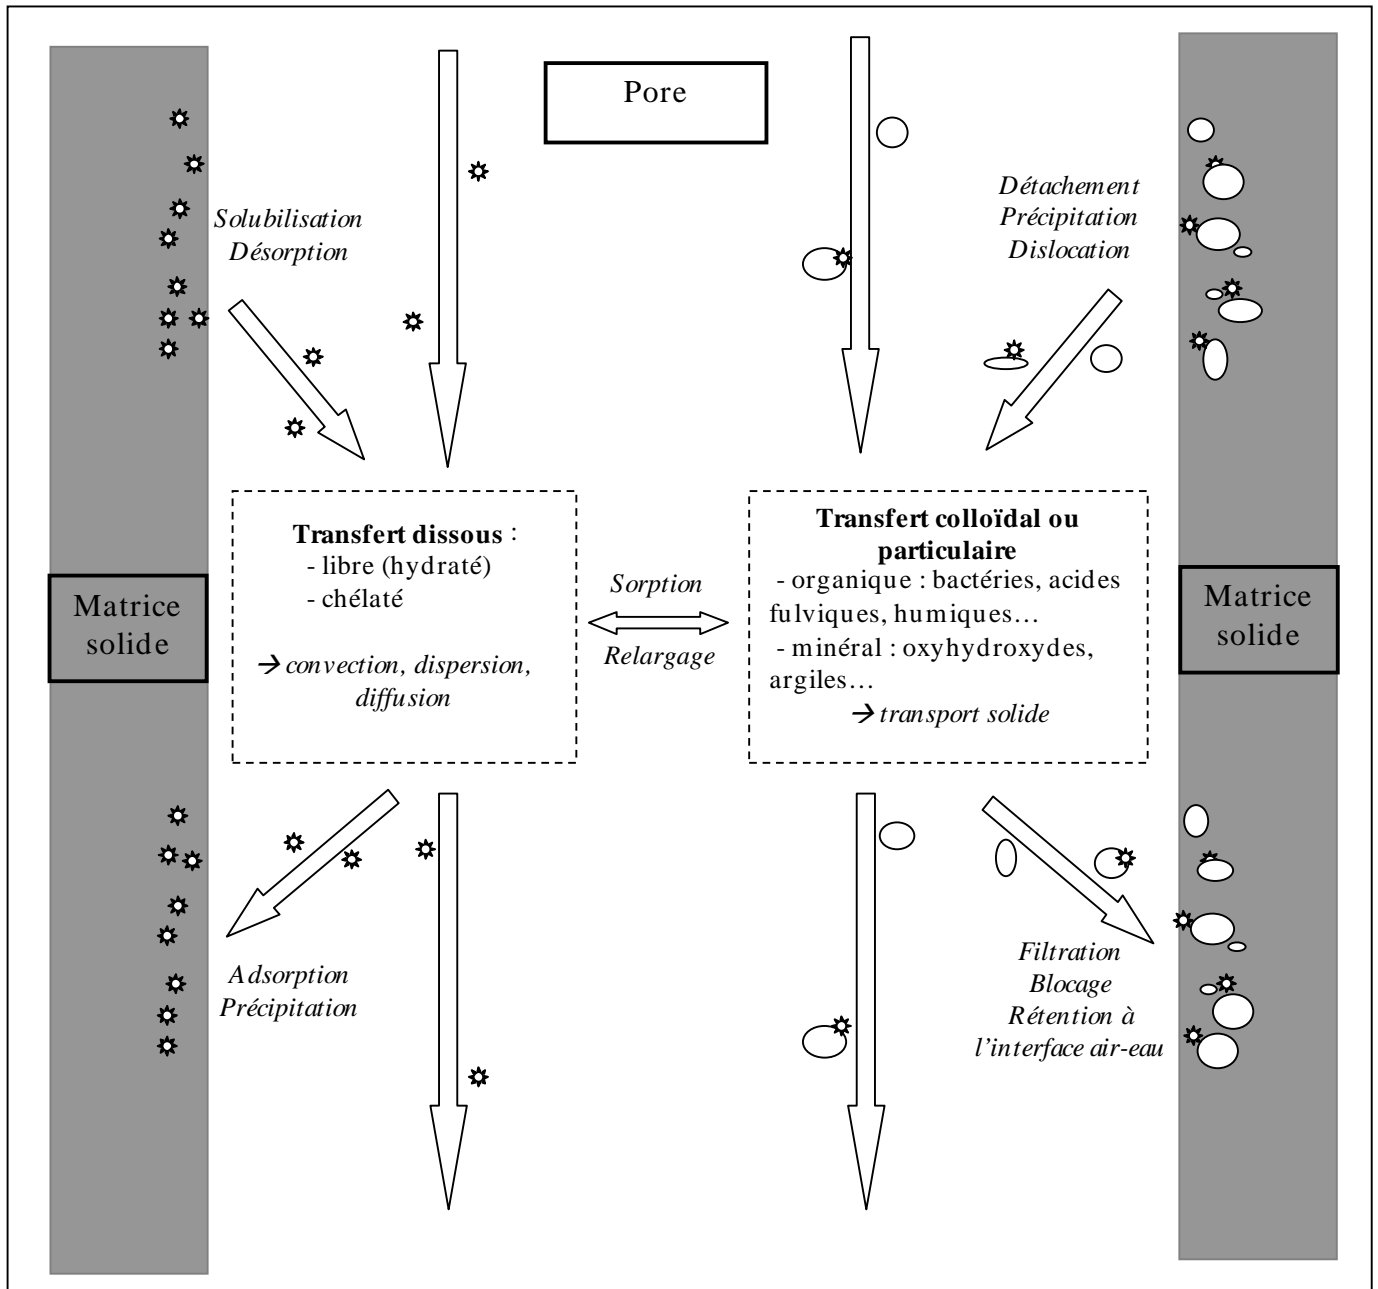 Pore
Solubilisation
Désorption
Détachement
Précipitation
Dislocation
Transfert dissous :
- libre (hydraté)
- chélaté
→ convection, dispersion,
diffusion
Sorption
Relargage
Transfert colloïdal ou
particulaire
- organique : bactéries, acides
fulviques, humiques…
- minéral : oxyhydroxydes,
argiles…
→ transport solide
Matrice
solide
Matrice
solide
Adsorption
Précipitation
Filtration
Blocage
Rétention à
l’interface air-eau